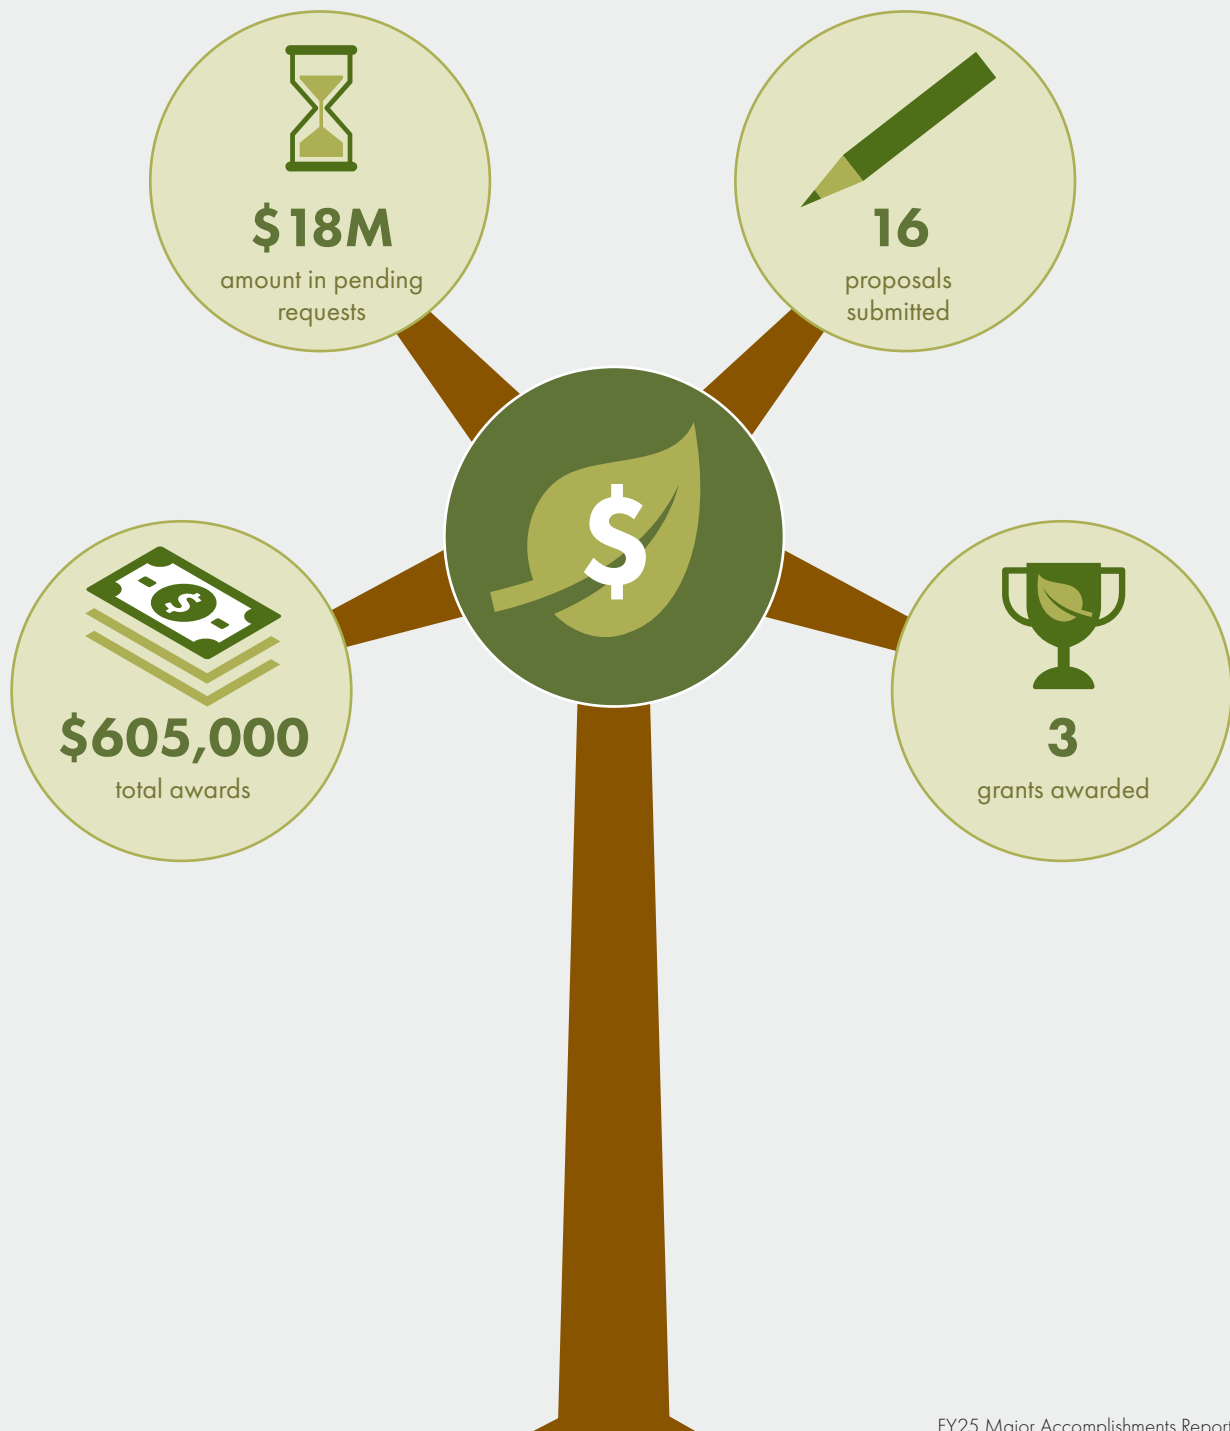 $18M
amount in pending
requests
16
proposals
submitted
$
$
$605,000
total awards
3
grants awarded
FY25 Major Accomplishments Report